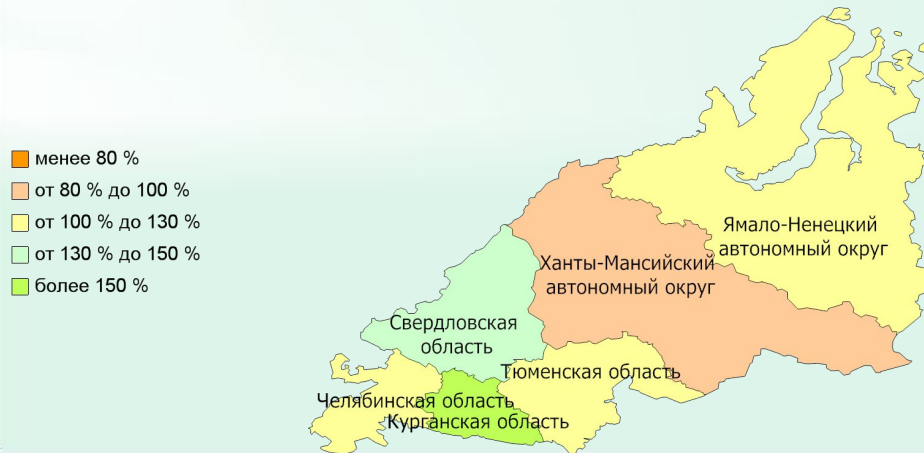 менее 80 %
от 80 % до 100 %
от 100 % до 130 %
от 130 % до 150 %
более 150 %
Ямало-Ненецкий
автономный округ
Ханты-Мансийский
автономный округ
Свердловская
область
Тюменская область
Челябинская область
Курганская область